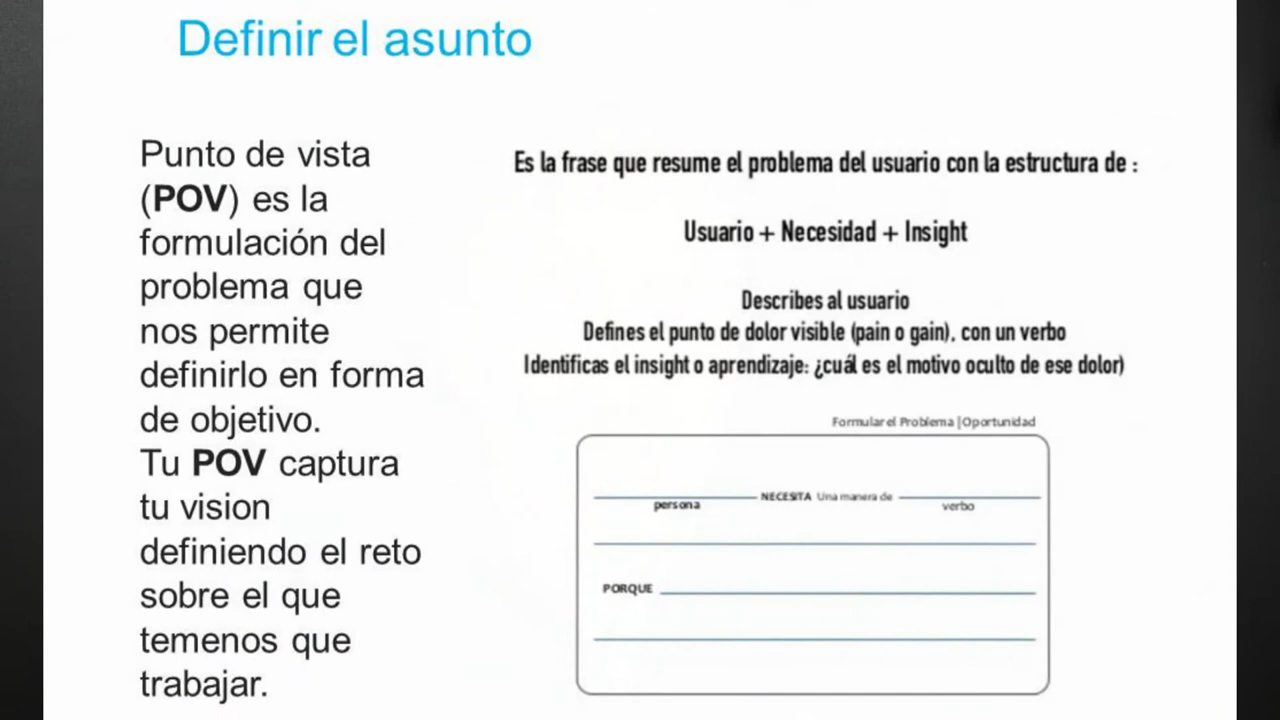 Definir el asunto
Punto de vista
(POV) es la
formulación del
problema que
nos permite
definirlo en forma
de objetivo.
Tu POV captura
tu vision
definiendo el reto
sobre el que
temenos que
trabajar.
Es la frase que resume el problema del usuario con la estructura de :
Usuario + Necesidad + Insight
Describes al usuario
Defines el punto de dolor visible (pain o gain), con un verbo
Identificas el insight o aprendizaje: ¿cuál es el motivo oculto de ese dolor)
Formular el Problema |Oportunidad
NECESITA Una manera de
persona verbo
PORQUE